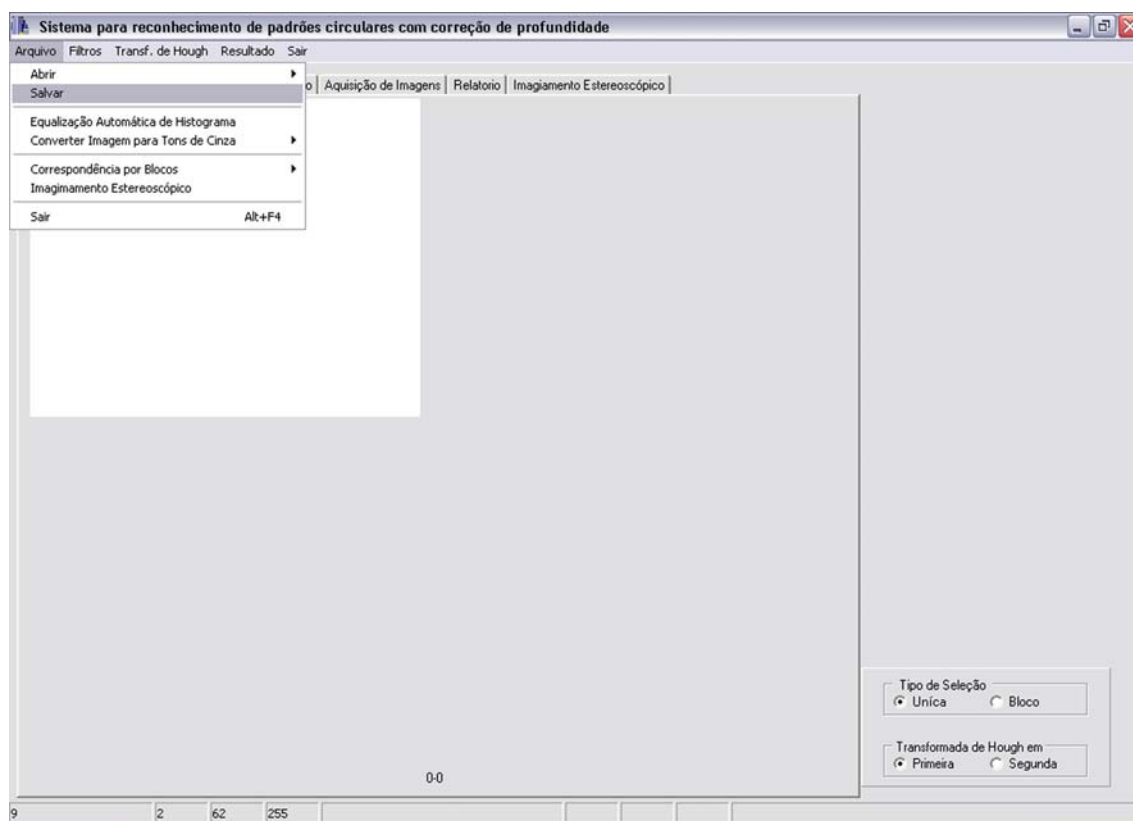 Sistema para reconhecimento de padrões circulares com correção de profundidade
Arquivo Filtros Transf. de Hough Resultado Sair
Abrir
Salvar
Equalização Automática de Histograma
Converter Imagem para Tons de Cinza
Correspondência por Blocos
Imagimamento Estereoscópico
Sair Alt+F4
o Aquisição de Imagens Relatorio Imagiamento Estereoscópico
Tipo de Seleção
Uníca Bloco
Transformada de Hough em
Primeira Segunda
0-0
9 2 62 255